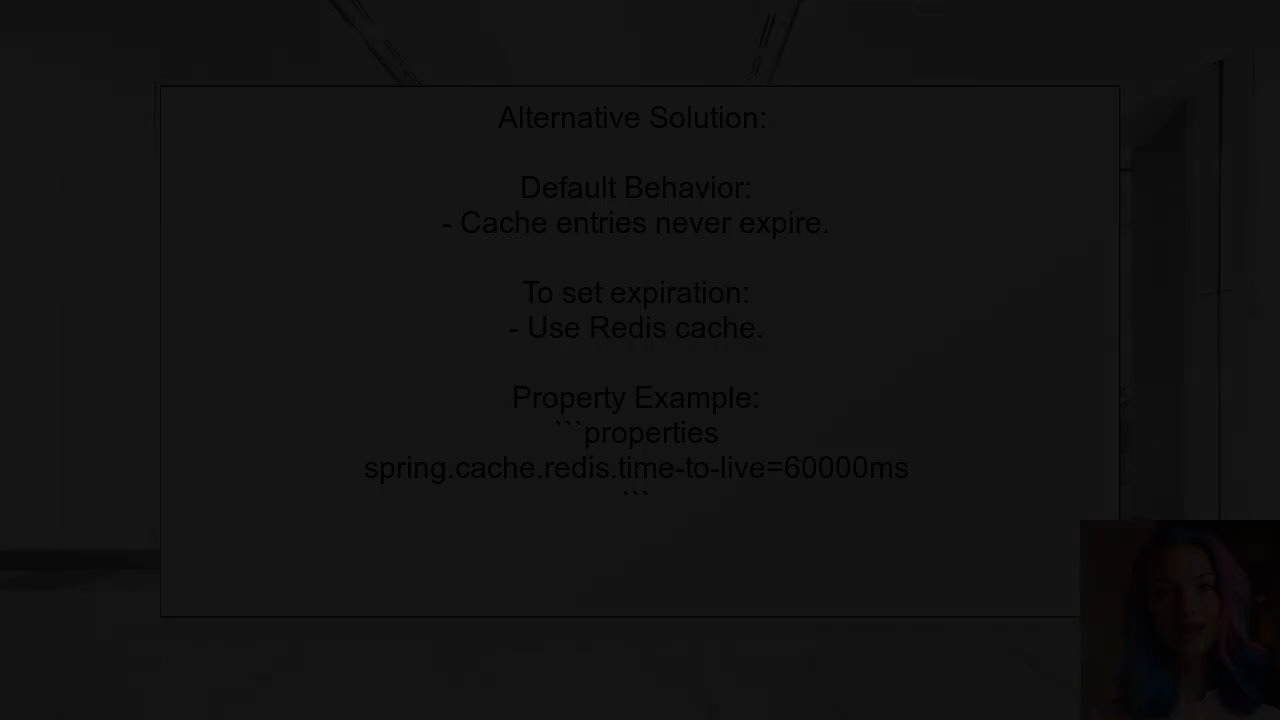 Alternative Solution:
Default Behavior:
- Cache entries never expire.
To set expiration:
- Use Redis cache.
Property Example:
```properties
spring.cache.redis.time-to-live=60000ms
```